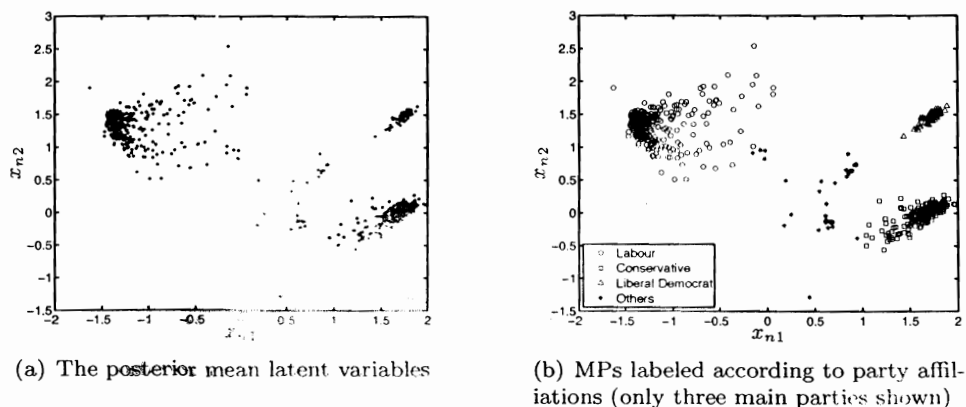 3
2.5
2
1.5
1
0.5
0
-0.5
-1
-1.5
x_{n2}
-2 -1.5 -1 -0.5 0 0.5 1 1.5 2
x_{n1}
(a) The posterior mean latent variables
3
2.5
2
1.5
1
0.5
0
-0.5
-1
-1.5
x_{n2}
Labour
Conservative
Liberal Democrat
Others
-2 -1.5 -1 -0.5 0 0.5 1 1.5 2
x_{n1}
(b) MPs labeled according to party affil-
iations (only three main parties shown)